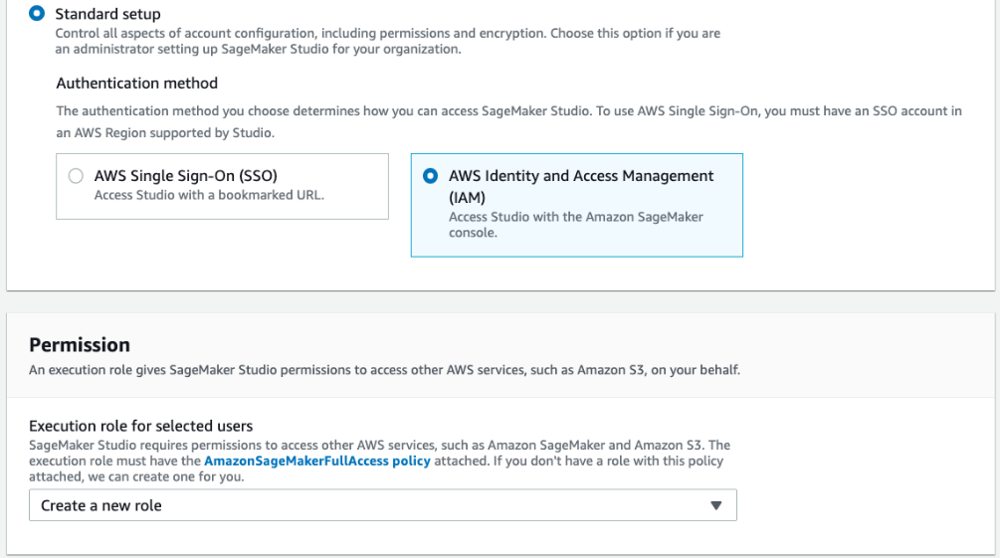 Standard setup
Control all aspects of account configuration, including permissions and encryption. Choose this option if you are
an administrator setting up SageMaker Studio for your organization.
Authentication method
The authentication method you choose determines how you can access SageMaker Studio. To use AWS Single Sign-On, you must have an SSO account in
an AWS Region supported by Studio.
AWS Single Sign-On (SSO)
Access Studio with a bookmarked URL.
AWS Identity and Access Management
(IAM)
Access Studio with the Amazon SageMaker
console.
Permission
An execution role gives SageMaker Studio permissions to access other AWS services, such as Amazon S3, on your behalf.
Execution role for selected users
SageMaker Studio requires permissions to access other AWS services, such as Amazon SageMaker and Amazon S3. The
execution role must have the AmazonSageMakerFullAccess policy attached. If you don't have a role with this policy
attached, we can create one for you.
Create a new role